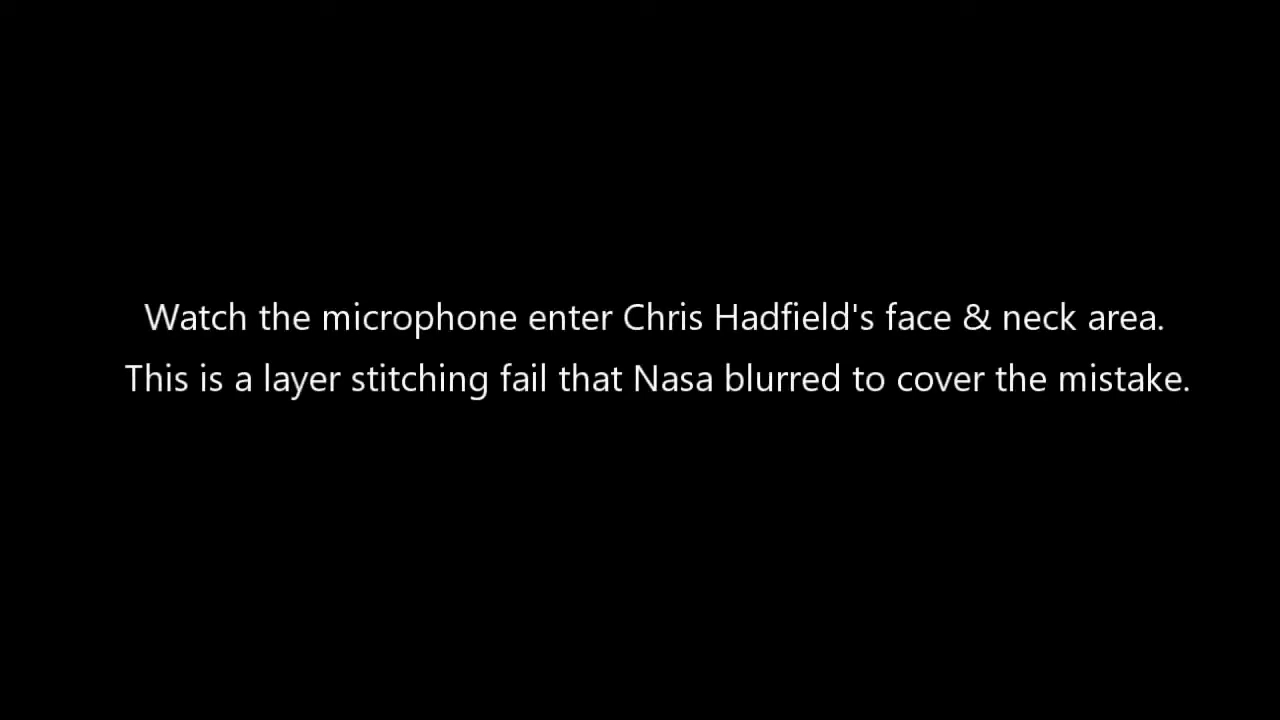 Watch the microphone enter Chris Hadfield's face & neck area.
This is a layer stitching fail that Nasa blurred to cover the mistake.